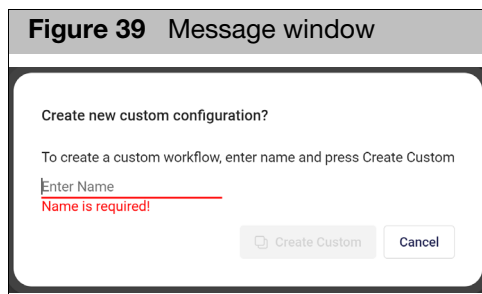 Figure 39 Message window
Create new custom configuration?
To create a custom workflow, enter name and press Create Custom
Enter Name
Name is required!
Create Custom
Cancel